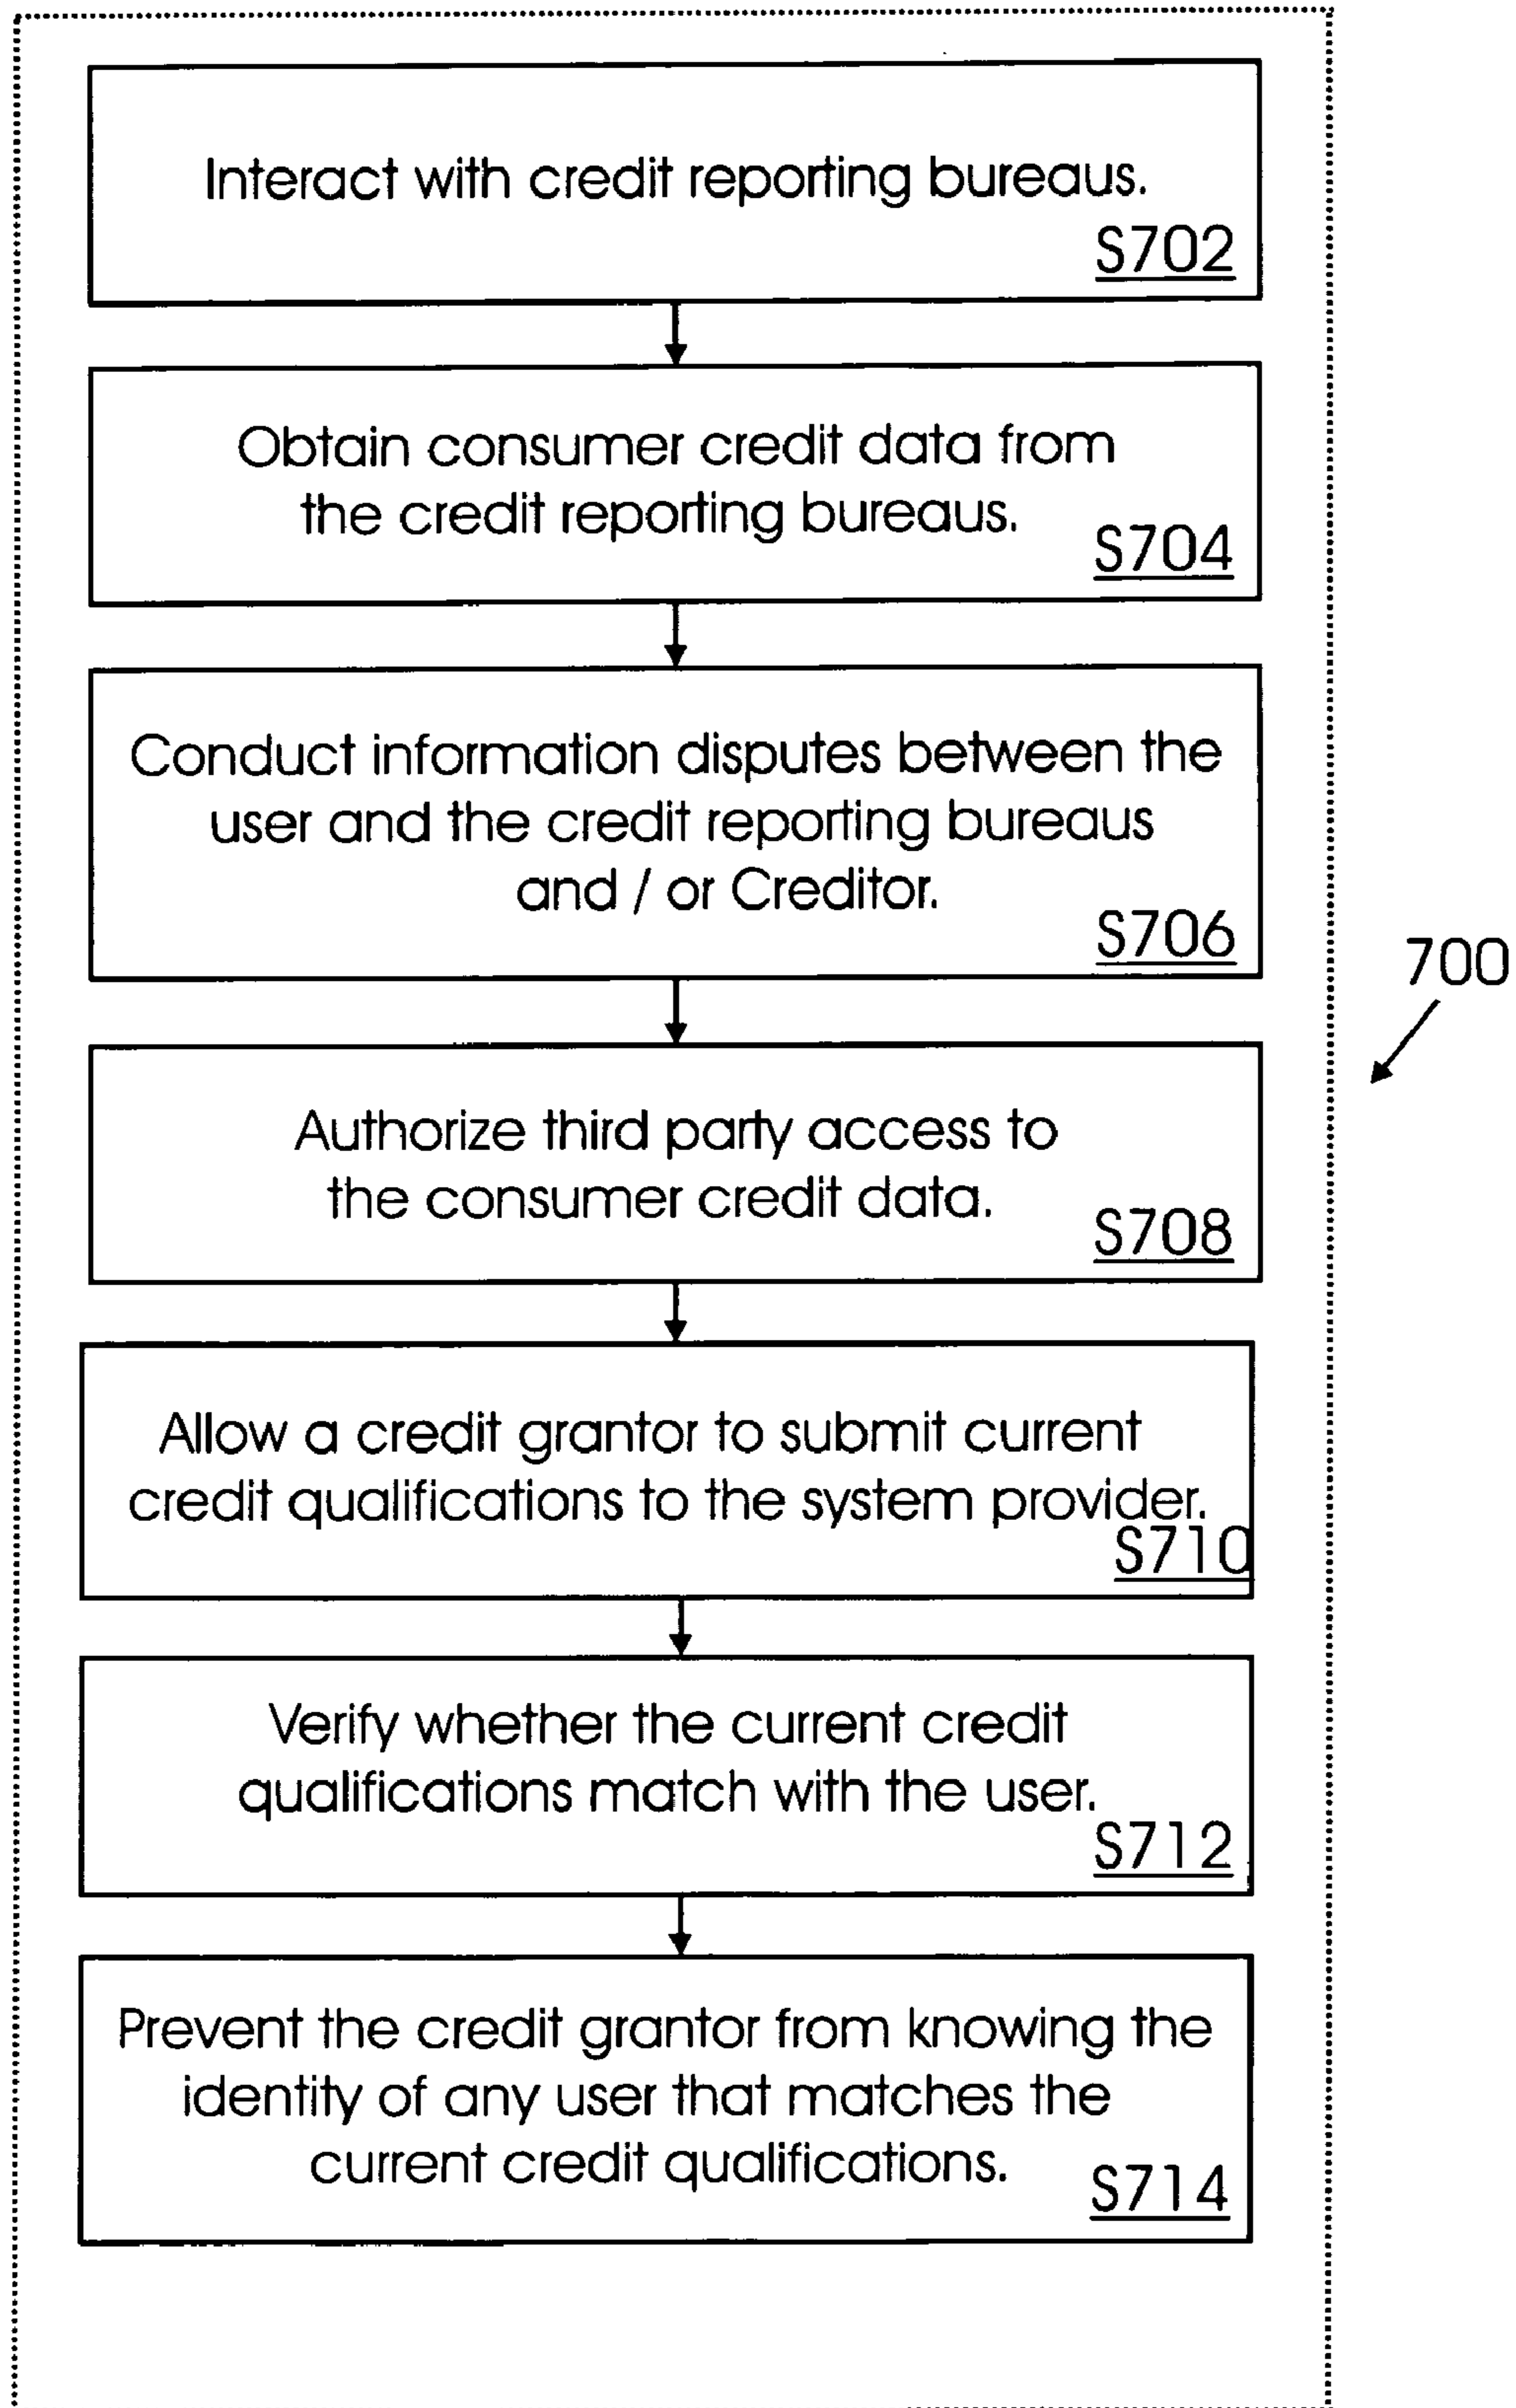 Interact with credit reporting bureaus.
S702
Obtain consumer credit data from
the credit reporting bureaus.
S704
Conduct information disputes between the
user and the credit reporting bureaus
and / or Creditor.
S706
700
Authorize third party access to
the consumer credit data.
S708
Allow a credit grantor to submit current
credit qualifications to the system provider.
S710
Verify whether the current credit
qualifications match with the user.
S712
Prevent the credit grantor from knowing the
identity of any user that matches the
current credit qualifications.
S714